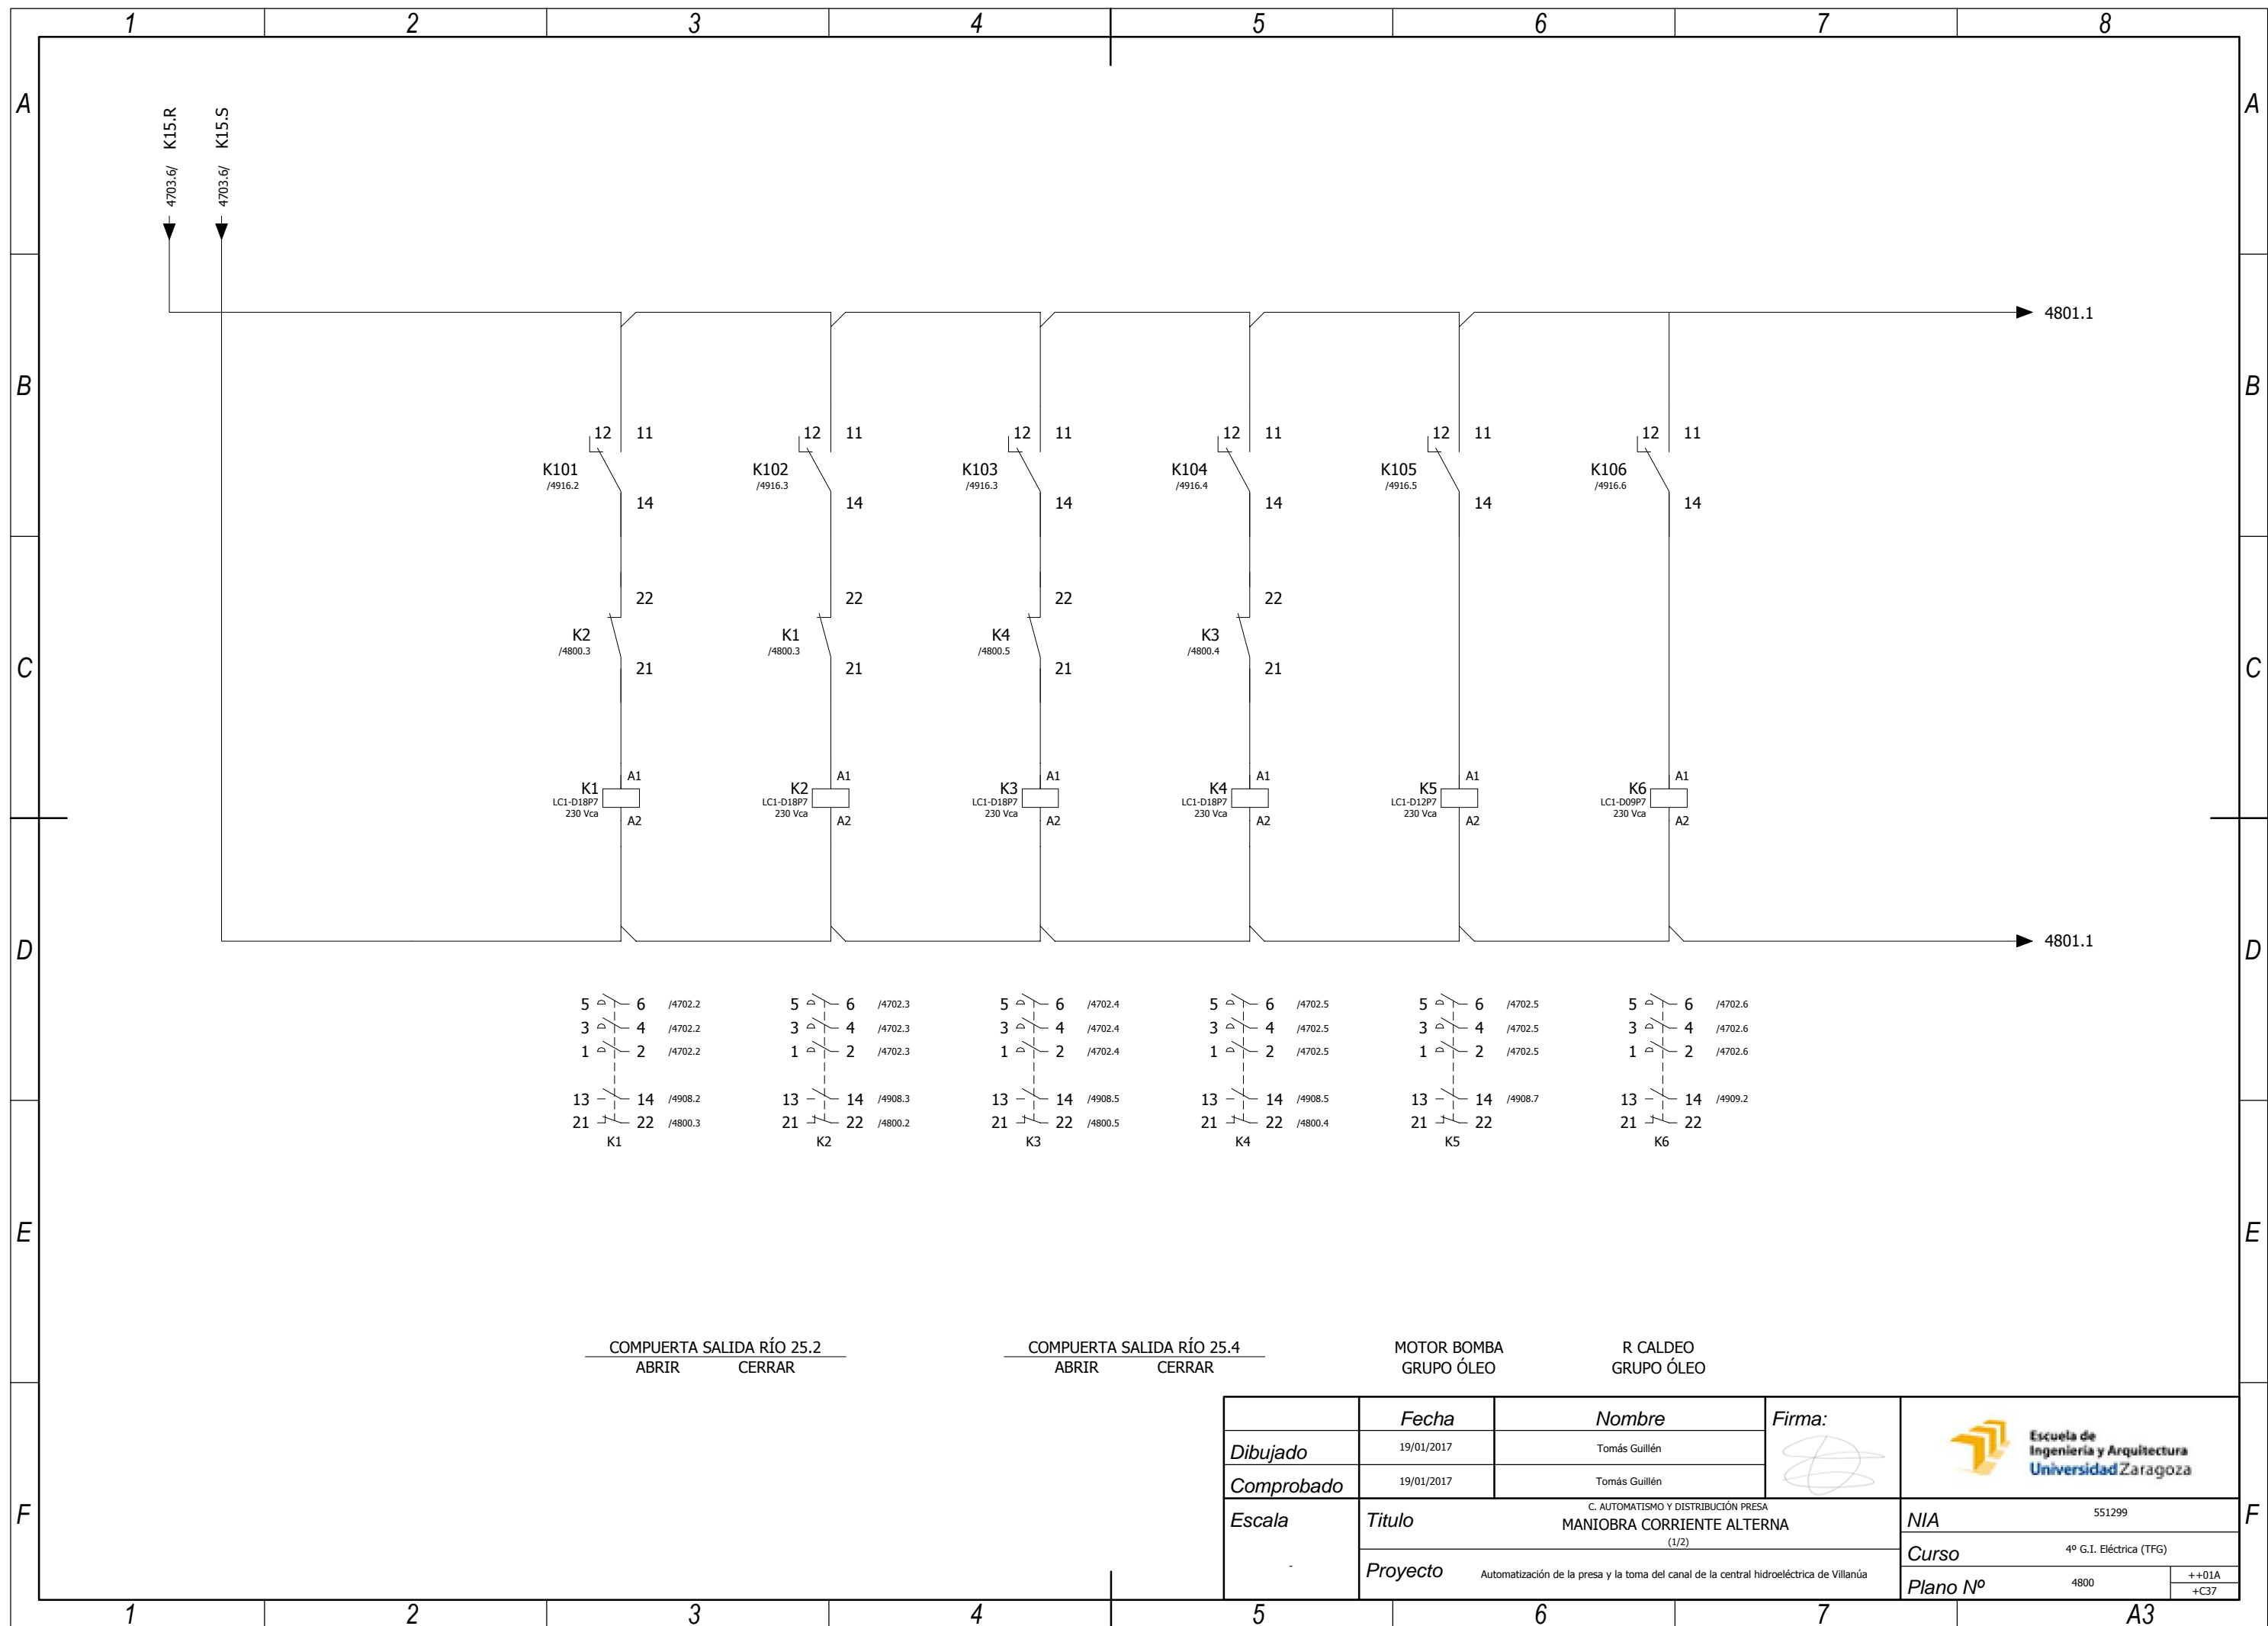 1 2 3 4 5 6 7 8
A A
4703.6/ K15.R
4703.6/ K15.S
4801.1
B B
12 11 12 11 12 11 12 11 12 11 12 11
K101 K102 K103 K104 K105 K106
/4916.2 /4916.3 /4916.3 /4916.4 /4916.5 /4916.6
14 14 14 14 14 14
22 22 22 22
K2 K1 K4 K3
/4800.3 /4800.3 /4800.5 /4800.4
C C
21 21 21 21
A1 A1 A1 A1 A1 A1
K1 K2 K3 K4 K5 K6
LC1-D18P7 LC1-D18P7 LC1-D18P7 LC1-D18P7 LC1-D12P7 LC1-D09P7
230 Vca 230 Vca 230 Vca 230 Vca 230 Vca 230 Vca
A2 A2 A2 A2 A2 A2
4801.1
D D
5 6 /4702.2 5 6 /4702.3 5 6 /4702.4 5 6 /4702.5 5 6 /4702.5 5 6 /4702.6
3 4 /4702.2 3 4 /4702.3 3 4 /4702.4 3 4 /4702.5 3 4 /4702.5 3 4 /4702.6
1 2 /4702.2 1 2 /4702.3 1 2 /4702.4 1 2 /4702.5 1 2 /4702.5 1 2 /4702.6
13 14 /4908.2 13 14 /4908.3 13 14 /4908.5 13 14 /4908.5 13 14 /4908.7 13 14 /4909.2
21 22 /4800.3 21 22 /4800.2 21 22 /4800.5 21 22 /4800.4 21 22 21 22
K1 K2 K3 K4 K5 K6
E E
COMPUERTA SALIDA RÍO 25.2 COMPUERTA SALIDA RÍO 25.4 MOTOR BOMBA R CALDEO
ABRIR CERRAR ABRIR CERRAR GRUPO ÓLEO GRUPO ÓLEO
Fecha Nombre Firma:
Dibujado 19/01/2017 Tomás Guillén
Comprobado 19/01/2017 Tomás Guillén
Escuela de
Ingeniería y Arquitectura
Universidad Zaragoza
F F
Escala -
Titulo C. AUTOMATISMO Y DISTRIBUCIÓN PRESA
MANIOBRA CORRIENTE ALTERNA
(1/2)
Proyecto Automatización de la presa y la toma del canal de la central hidroeléctrica de Villanúa
NIA 551299
Curso 4º G.I. Eléctrica (TFG)
Plano Nº 4800 ++01A
+C37
1 2 3 4 5 6 7 A3